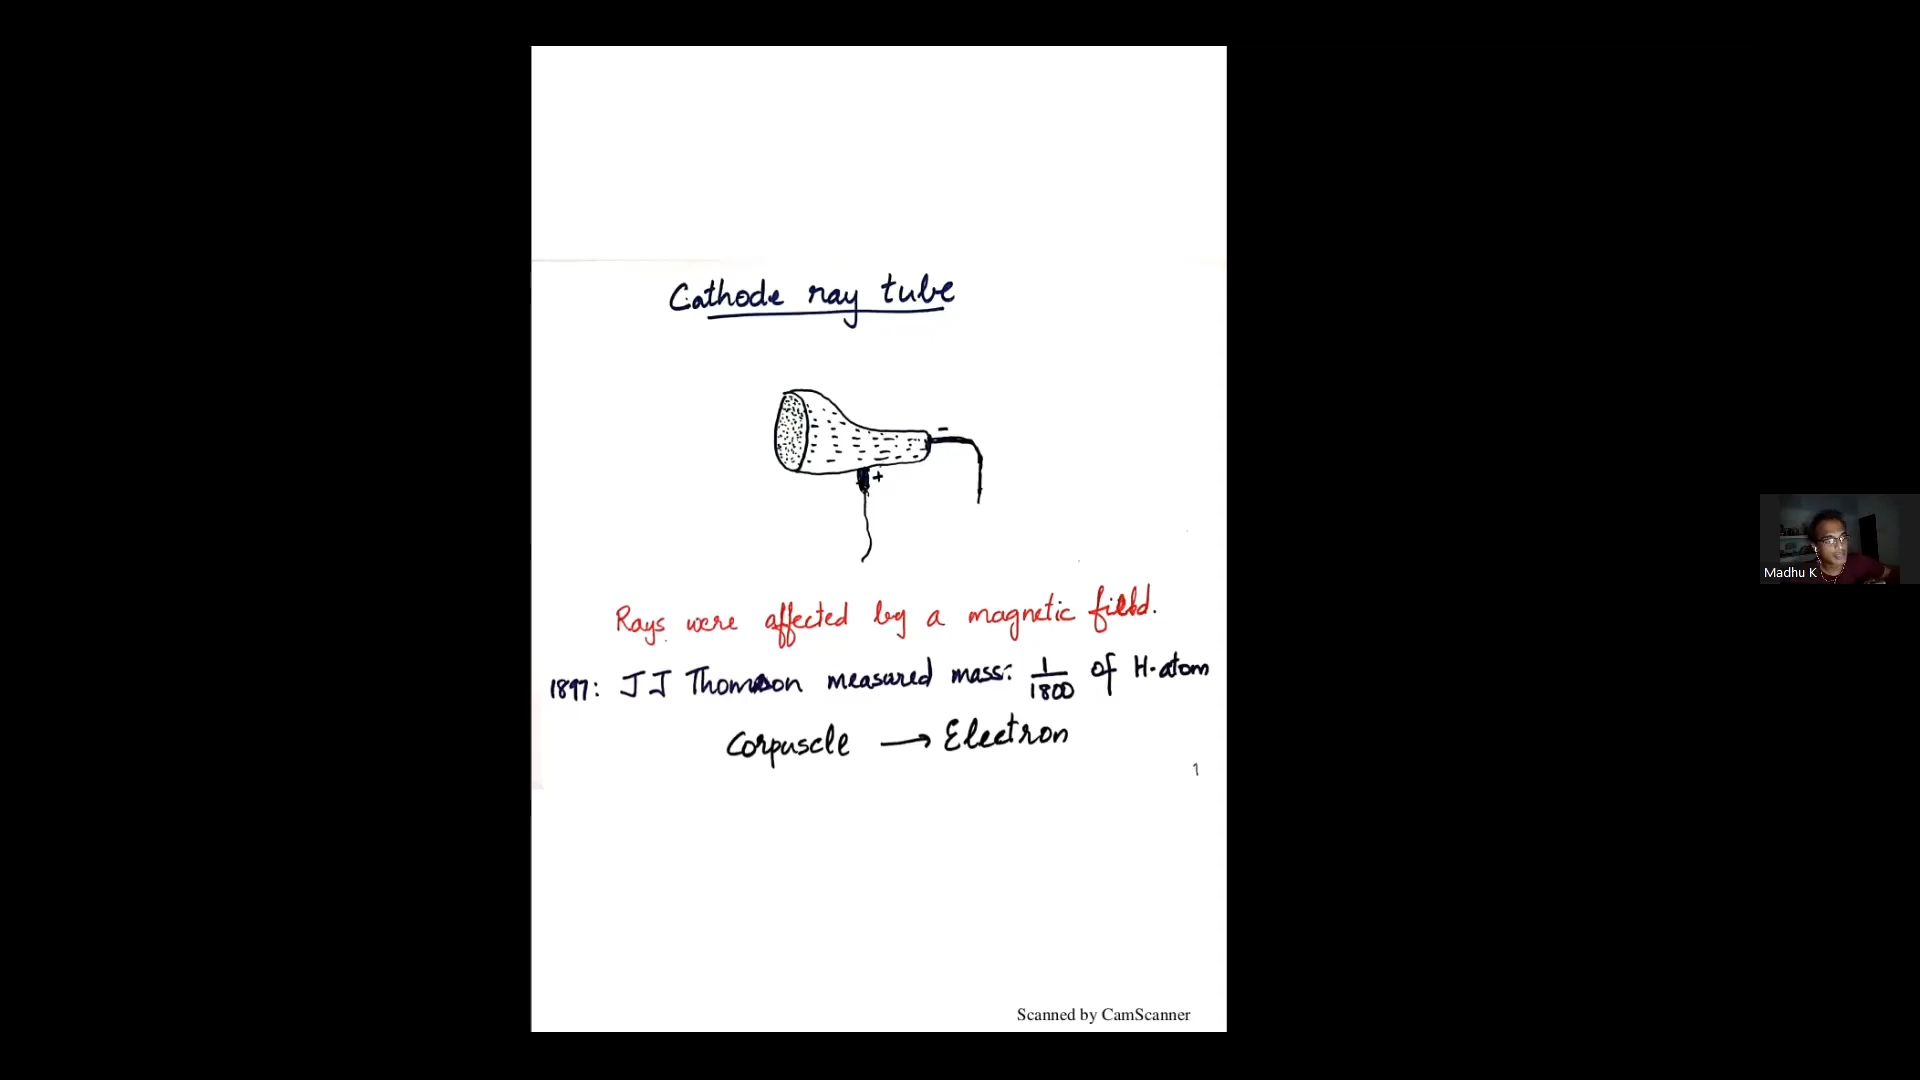 Cathode ray tube
-
+
Rays were affected by a magnetic field.
1897: JJ Thomson measured mass: 1/1800 of H-atom
Corpuscle → Electron
1
Scanned by CamScanner
Madhu K